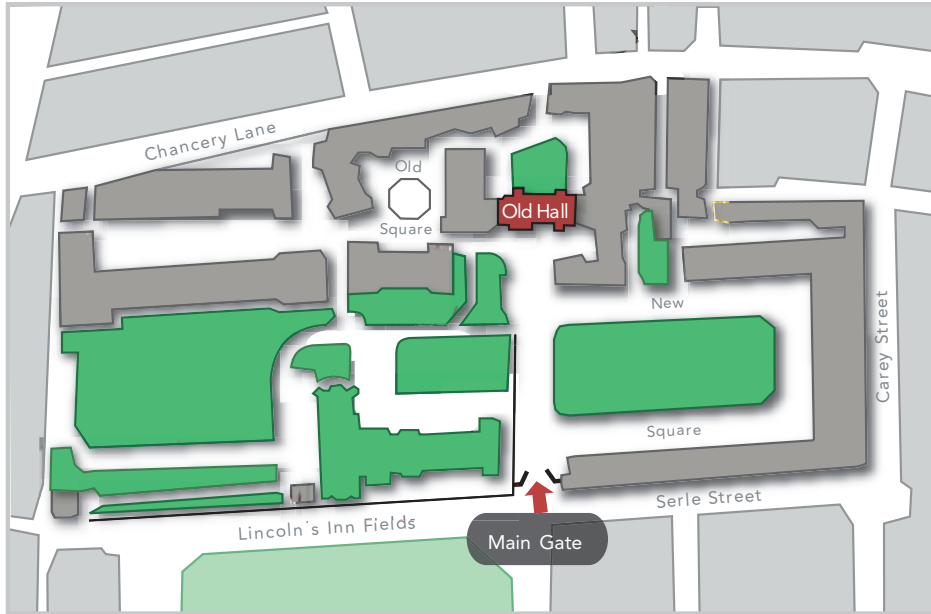 Chancery Lane
Old
Square
Old Hall
New
Square
Carey Street
Serle Street
Lincoln's Inn Fields
Main Gate